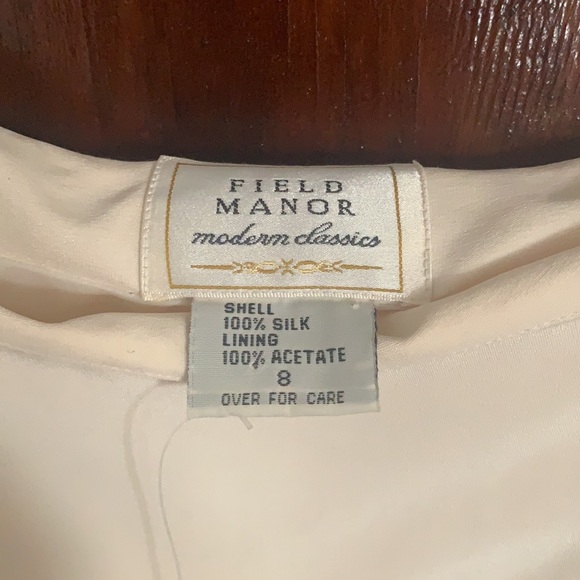 FIELD
MANOR
modern classics
SHELL
100% SILK
LINING
100% ACETATE
8
OVER FOR CARE